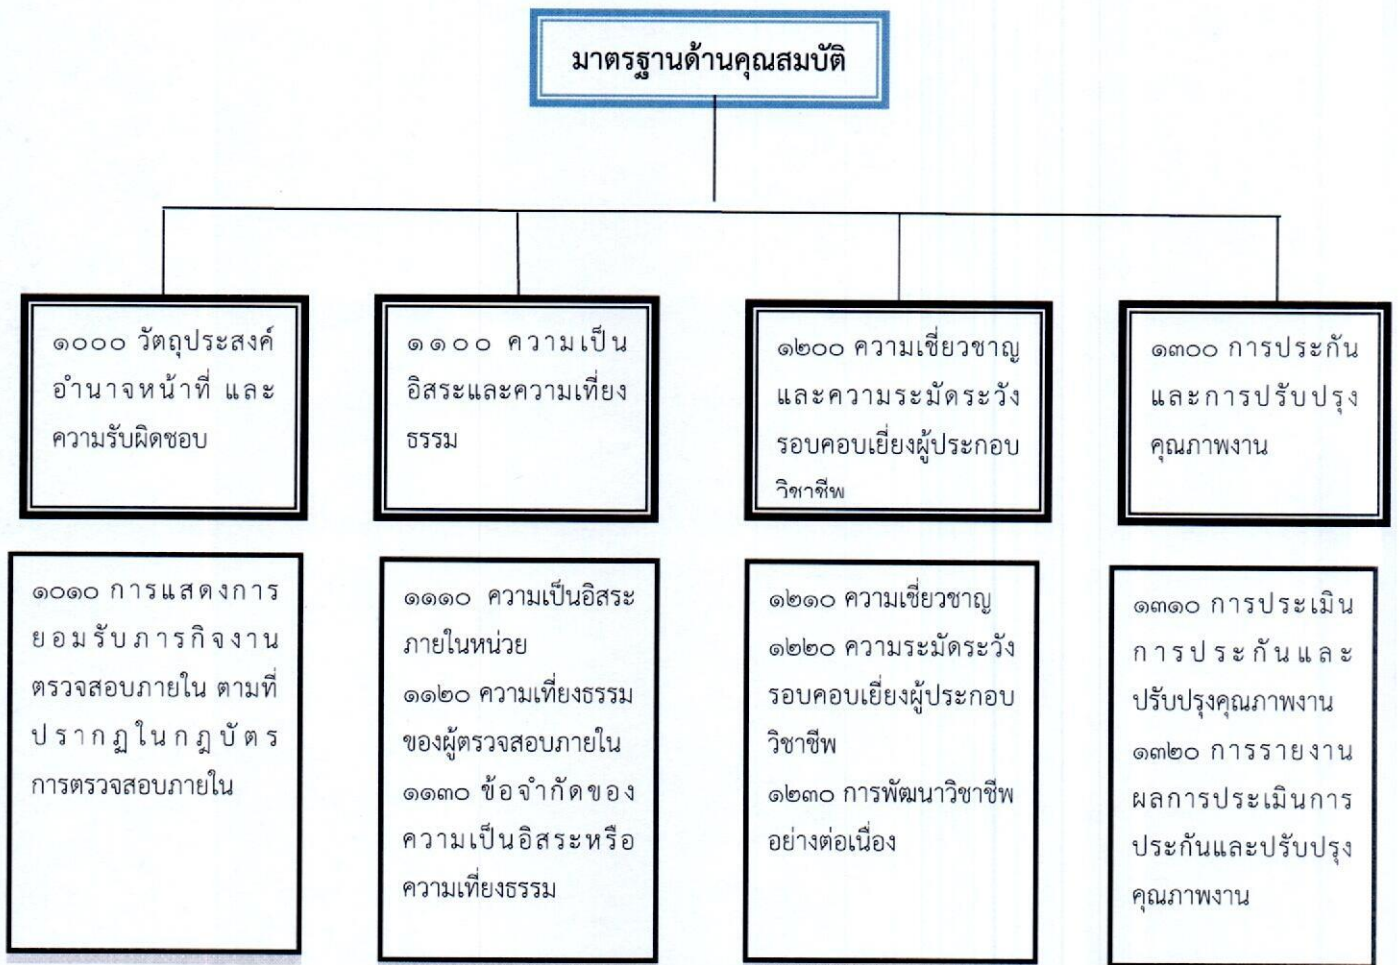 มาตรฐานด้านคุณสมบัติ
๑๐๐๐ วัตถุประสงค์
อำนาจหน้าที่ และ
ความรับผิดชอบ
๑๑๐๐ ความเป็น
อิสระและความเที่ยง
ธรรม
๑๒๐๐ ความเชี่ยวชาญ
และความระมัดระวัง
รอบคอบเยี่ยงผู้ประกอบ
วิชาชีพ
๑๓๐๐ การประกัน
และการปรับปรุง
คุณภาพงาน
๑๐๑๐ การแสดงการ
ยอมรับภารกิจงาน
ตรวจสอบภายใน ตามที่
ปรากฏในกฎบัตร
การตรวจสอบภายใน
๑๑๑๐ ความเป็นอิสระ
ภายในหน่วย
๑๑๒๐ ความเที่ยงธรรม
ของผู้ตรวจสอบภายใน
๑๑๓๐ ข้อจำกัดของ
ความเป็นอิสระหรือ
ความเที่ยงธรรม
๑๒๑๐ ความเชี่ยวชาญ
๑๒๒๐ ความระมัดระวัง
รอบคอบเยี่ยงผู้ประกอบ
วิชาชีพ
๑๒๓๐ การพัฒนาวิชาชีพ
อย่างต่อเนื่อง
๑๓๑๐ การประเมิน
การประกันและ
ปรับปรุงคุณภาพงาน
๑๓๒๐ การรายงาน
ผลการประเมินการ
ประกันและปรับปรุง
คุณภาพงาน